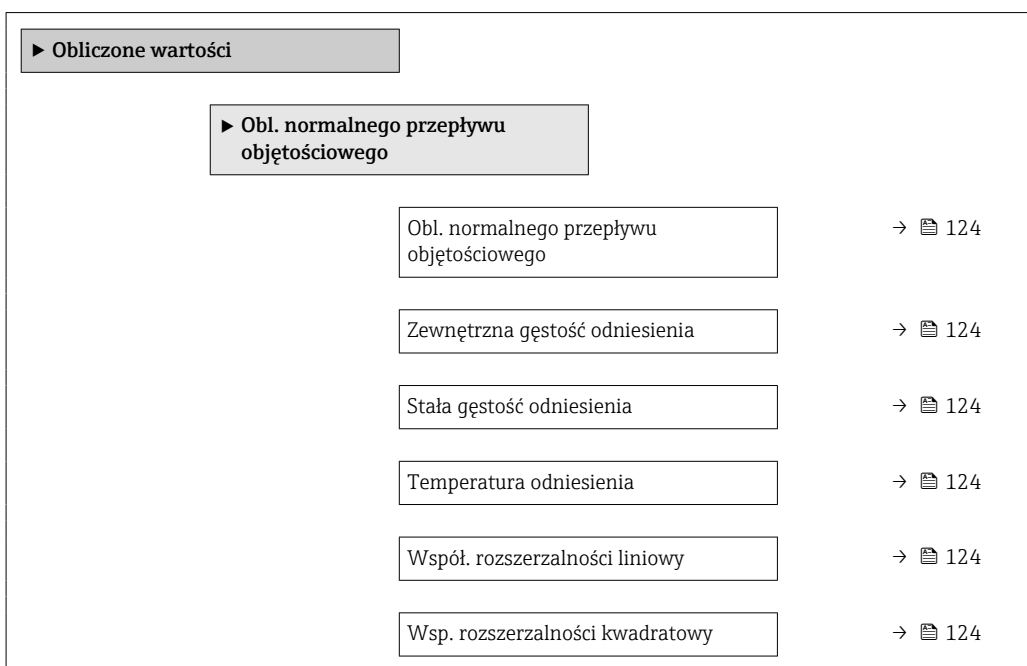 ▶ Obliczone wartości
▶ Obl. normalnego przepływu
objętościowego
Obl. normalnego przepływu
objętościowego
→ 124
Zewnętrzna gęstość odniesienia
→ 124
Stała gęstość odniesienia
→ 124
Temperatura odniesienia
→ 124
Współ. rozszerzalności liniowy
→ 124
Wsp. rozszerzalności kwadratowy
→ 124